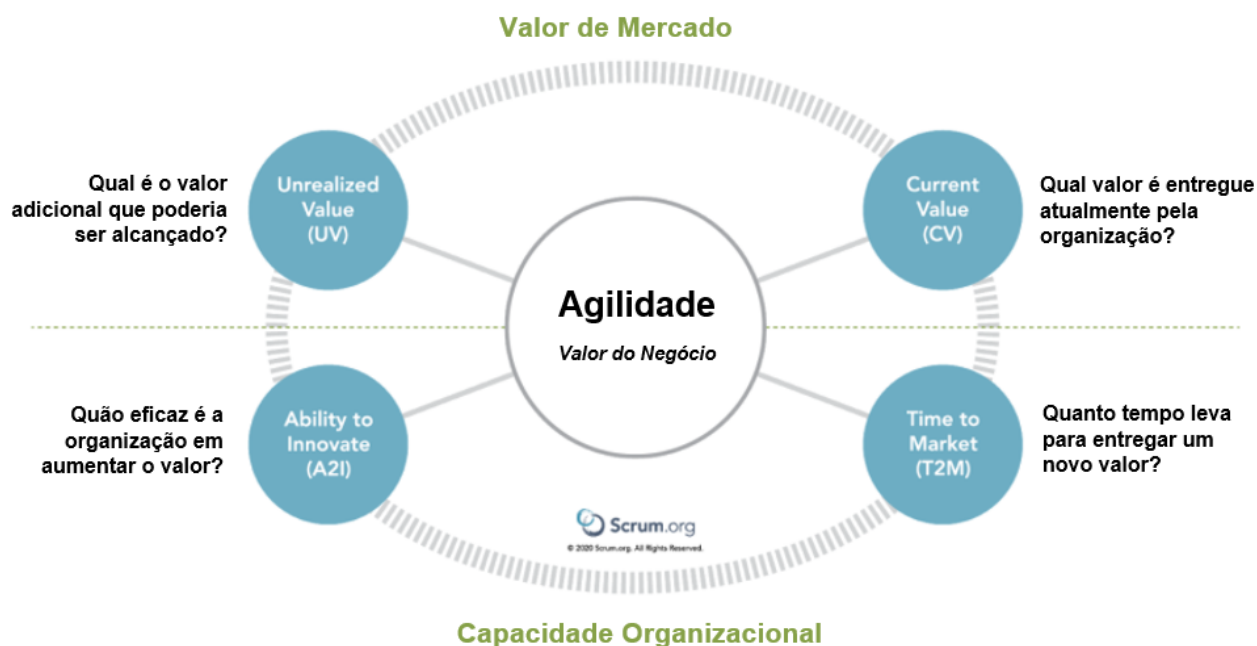 Valor de Mercado
Qual é o valor
adicional que poderia
ser alcançado?
Unrealized
Value
(UV)
Current
Value
(CV)
Qual valor é entregue
atualmente pela
organização?
Agilidade
Valor do Negócio
Quão eficaz é a
organização em
aumentar o valor?
Ability to
Innovate
(A2I)
Time to
Market
(T2M)
Quanto tempo leva
para entregar um
novo valor?
Scrum.org
© 2020 Scrum.org. All Rights Reserved.
Capacidade Organizacional